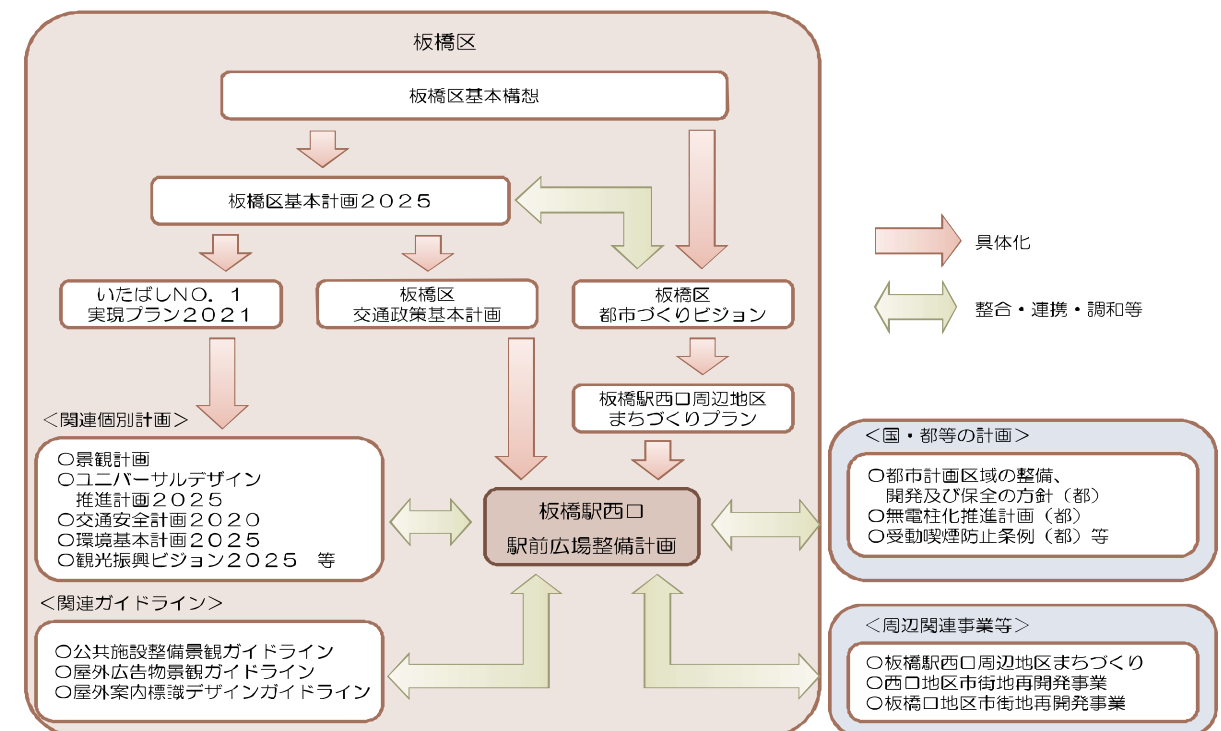 板橋区
板橋区基本構想
板橋区基本計画２０２５
いたばしＮＯ．１
実現プラン２０２１
板橋区
交通政策基本計画
板橋区
都市づくりビジョン
板橋駅西口周辺地区
まちづくりプラン
具体化
整合・連携・調和等
＜関連個別計画＞
○景観計画
○ユニバーサルデザイン
推進計画２０２５
○交通安全計画２０２０
○環境基本計画２０２５
○観光振興ビジョン２０２５　等
板橋駅西口
駅前広場整備計画
＜国・都等の計画＞
○都市計画区域の整備、
開発及び保全の方針（都）
○無電柱化推進計画（都）
○受動喫煙防止条例（都）等
＜関連ガイドライン＞
○公共施設整備景観ガイドライン
○屋外広告物景観ガイドライン
○屋外案内標識デザインガイドライン
＜周辺関連事業等＞
○板橋駅西口周辺地区まちづくり
○西口地区市街地再開発事業
○板橋口地区市街地再開発事業